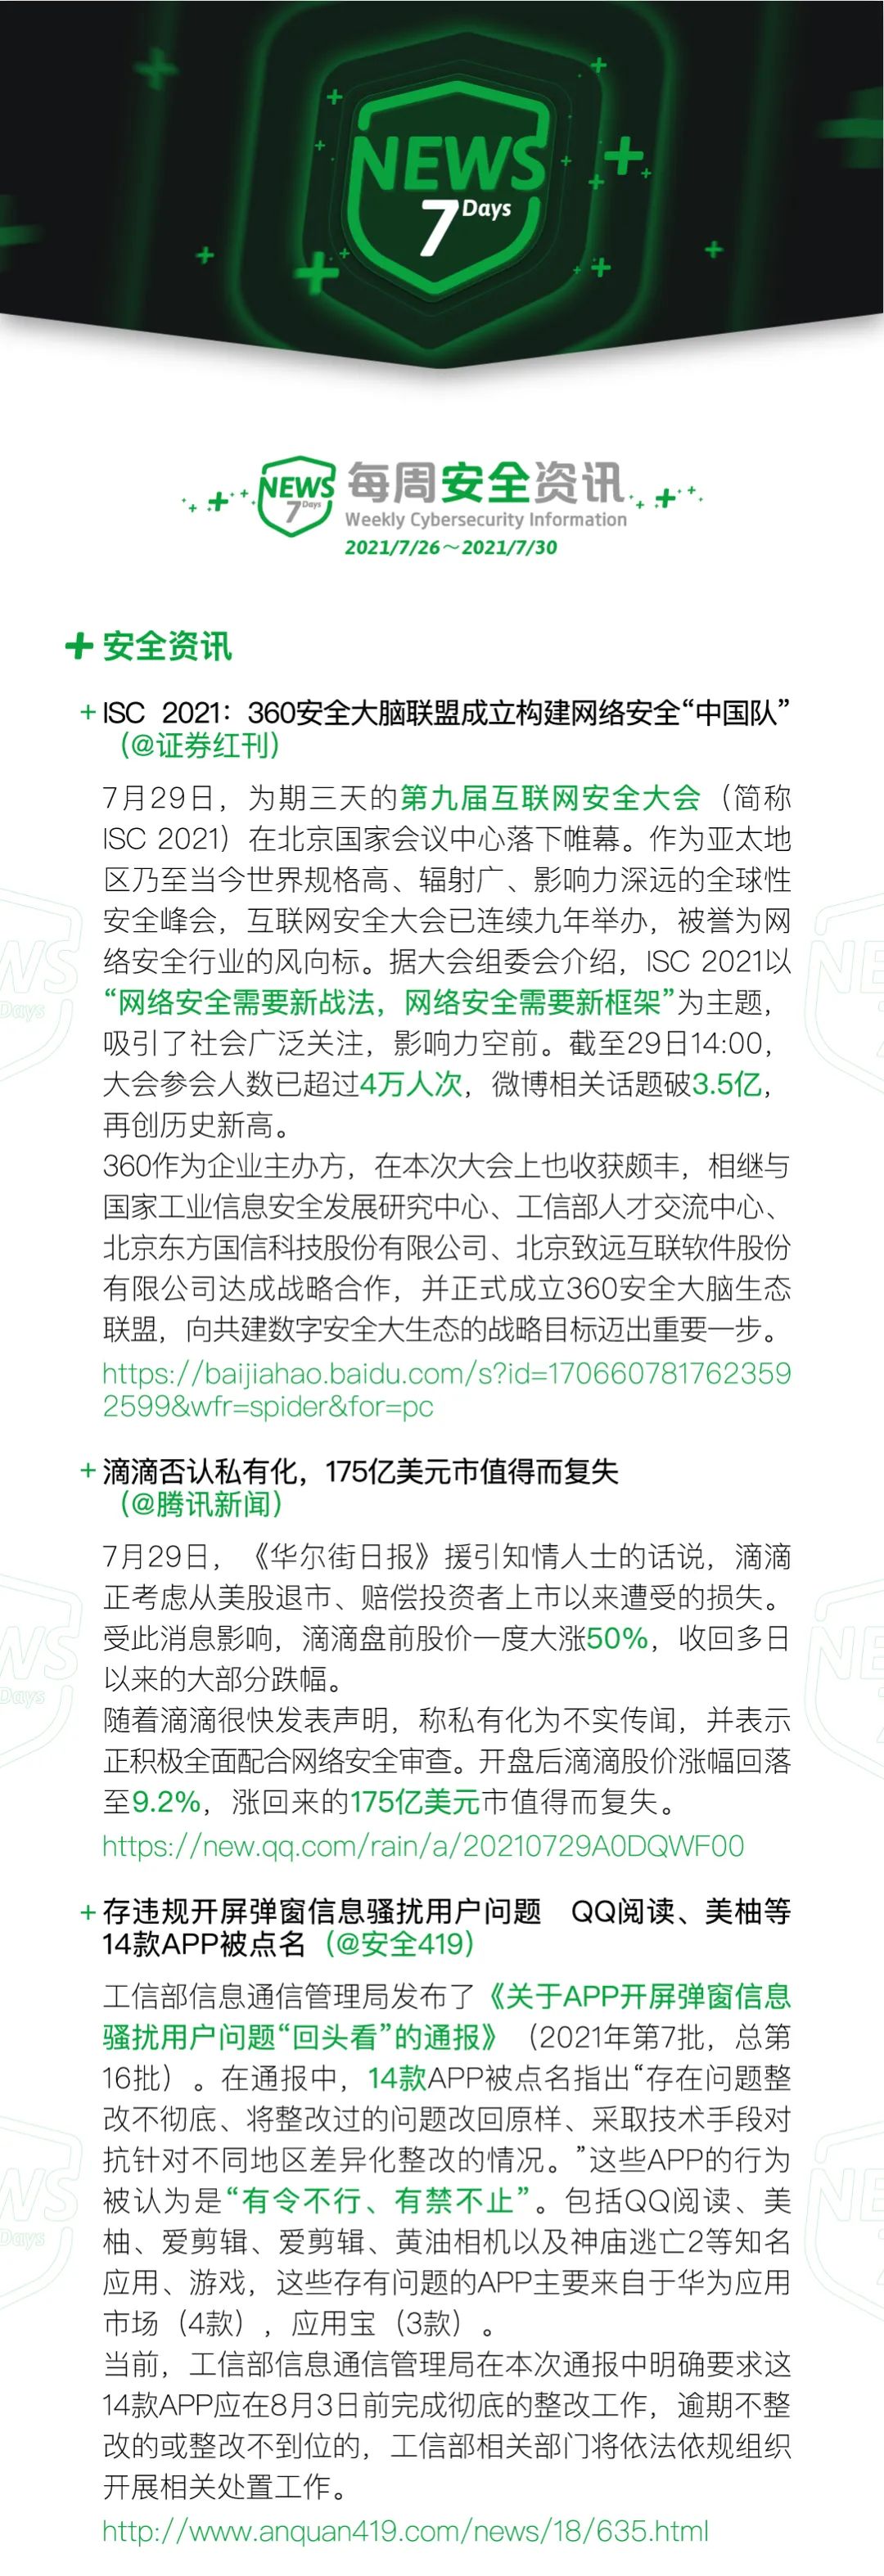 NEWS
7 Days
NEWS
7 Days
每周安全资讯
Weekly Cybersecurity Information
2021/7/26～2021/7/30
安全资讯
+ ISC 2021：360安全大脑联盟成立构建网络安全“中国队”
（@证券红刊）
7月29日，为期三天的第九届互联网安全大会（简称
ISC 2021）在北京国家会议中心落下帷幕。作为亚太地
区乃至当今世界规格高、辐射广、影响力深远的全球性
安全峰会，互联网安全大会已连续九年举办，被誉为网
络安全行业的风向标。据大会组委会介绍，ISC 2021以
“网络安全需要新战法，网络安全需要新框架”为主题，
吸引了社会广泛关注，影响力空前。截至29日14:00，
大会参会人数已超过4万人次，微博相关话题破3.5亿，
再创历史新高。
360作为企业主办方，在本次大会上也收获颇丰，相继与
国家工业信息安全发展研究中心、工信部人才交流中心、
北京东方国信科技股份有限公司、北京致远互联软件股份
有限公司达成战略合作，并正式成立360安全大脑生态
联盟，向共建数字安全大生态的战略目标迈出重要一步。
https://baijiahao.baidu.com/s?id=170660781762359
2599&wfr=spider&for=pc
+ 滴滴否认私有化，175亿美元市值得而复失
（@腾讯新闻）
7月29日，《华尔街日报》援引知情人士的话说，滴滴
正考虑从美股退市、赔偿投资者上市以来遭受的损失。
受此消息影响，滴滴盘前股价一度大涨50%，收回多日
以来的大部分跌幅。
随着滴滴很快发表声明，称私有化为不实传闻，并表示
正积极全面配合网络安全审查。开盘后滴滴股价涨幅回落
至9.2%，涨回来的175亿美元市值得而复失。
https://new.qq.com/rain/a/20210729A0DQWF00
+ 存违规开屏弹窗信息骚扰用户问题　QQ阅读、美柚等
14款APP被点名（@安全419）
工信部信息通信管理局发布了《关于APP开屏弹窗信息
骚扰用户问题“回头看”的通报》（2021年第7批，总第
16批）。在通报中，14款APP被点名指出“存在问题整
改不彻底、将整改过的问题改回原样、采取技术手段对
抗针对不同地区差异化整改的情况。”这些APP的行为
被认为是“有令不行、有禁不止”。包括QQ阅读、美
柚、爱剪辑、爱剪辑、黄油相机以及神庙逃亡2等知名
应用、游戏，这些存有问题的APP主要来自于华为应用
市场（4款），应用宝（3款）。
当前，工信部信息通信管理局在本次通报中明确要求这
14款APP应在8月3日前完成彻底的整改工作，逾期不整
改的或整改不到位的，工信部相关部门将依法依规组织
开展相关处置工作。
http://www.anquan419.com/news/18/635.html